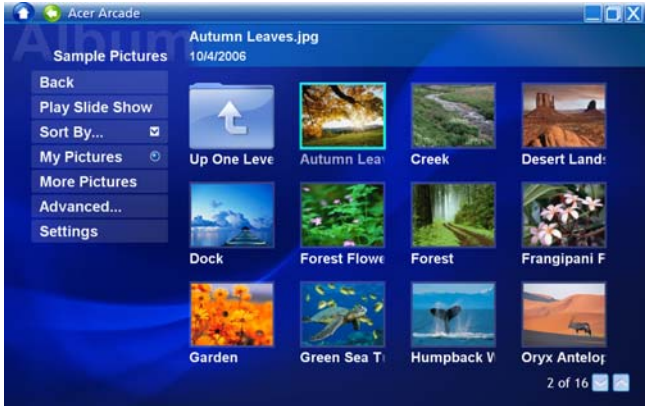 Acer Arcade
Album
Autumn Leaves.jpg
Sample Pictures
10/4/2006
Back
Play Slide Show
Sort By...
My Pictures
More Pictures
Advanced...
Settings
Up One Leve
Autumn Lea
Creek
Desert Lands
Dock
Forest Flowe
Forest
Frangipani F
Garden
Green Sea T
Humpback W
Oryx Antelop
2 of 16